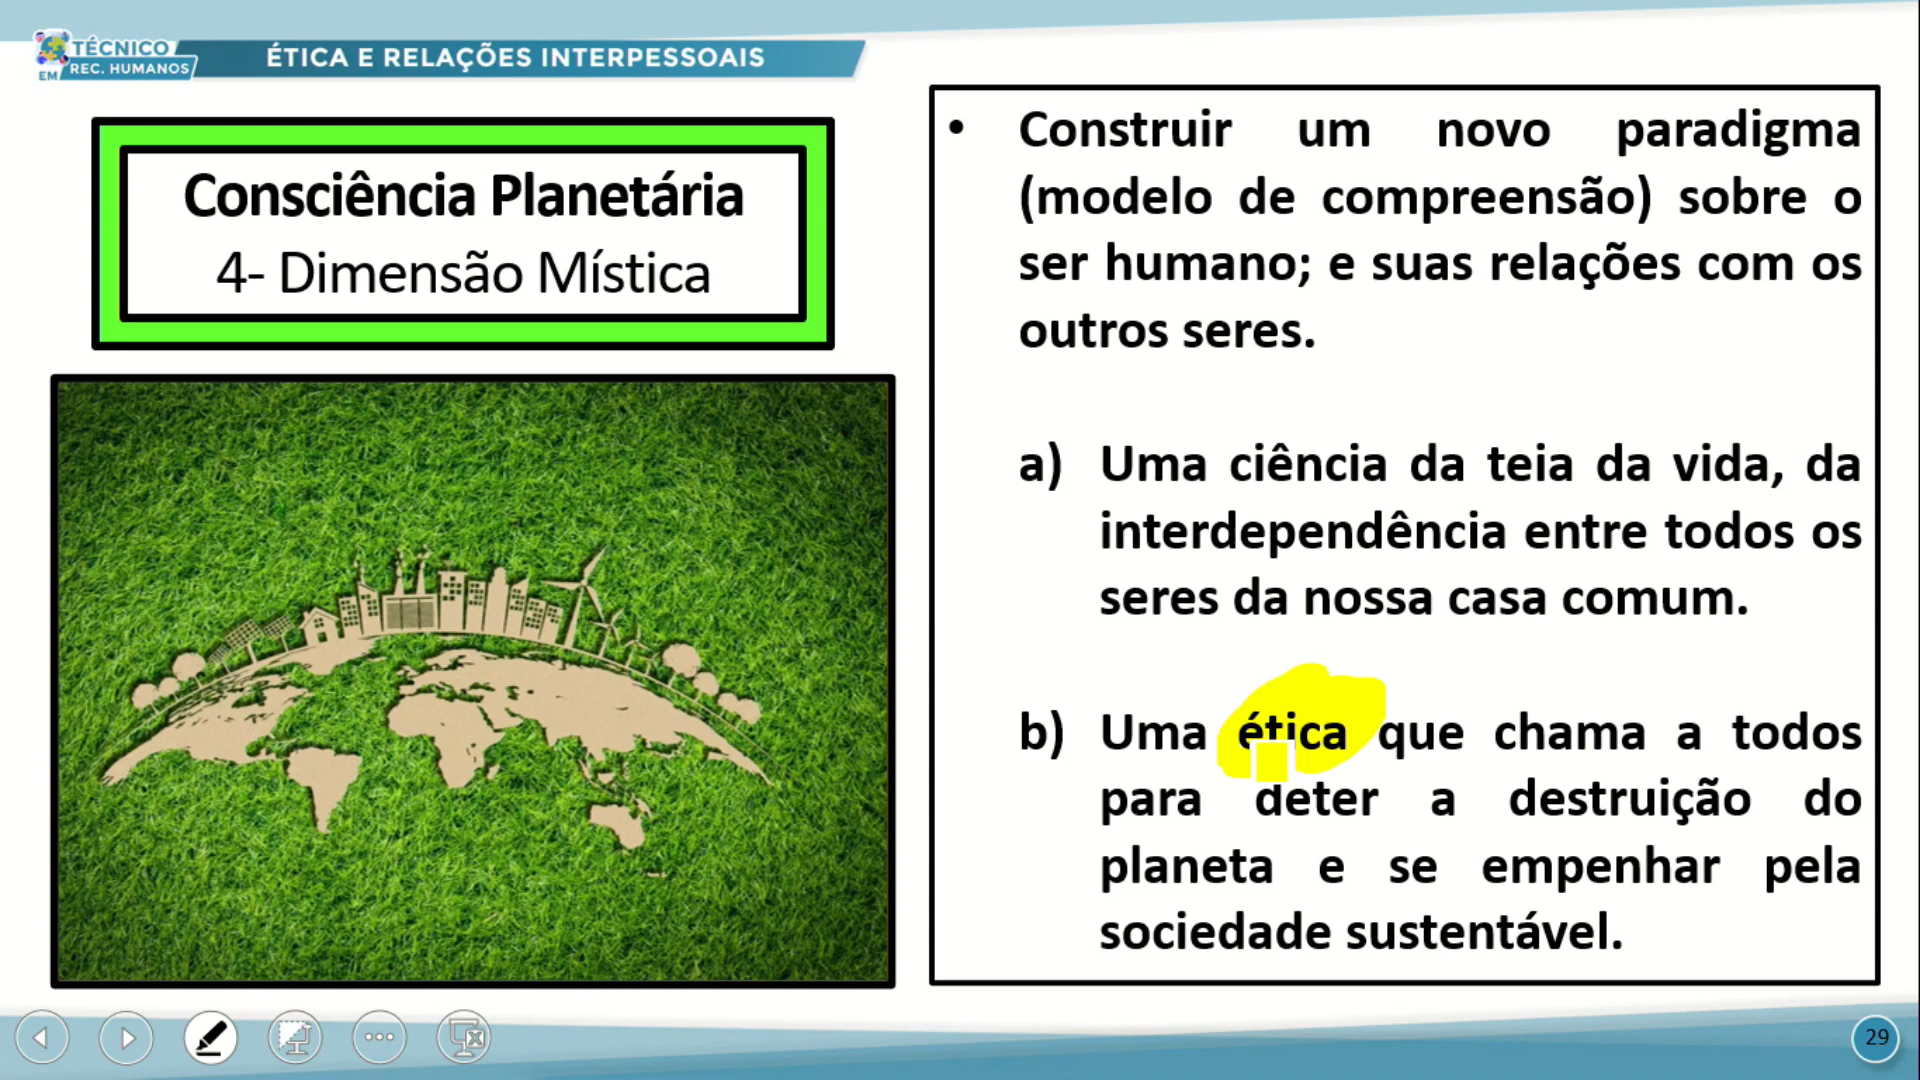 TÉCNICO
EM REC. HUMANOS
ÉTICA E RELAÇÕES INTERPESSOAIS
Consciência Planetária
4- Dimensão Mística
• Construir um novo paradigma
(modelo de compreensão) sobre o
ser humano; e suas relações com os
outros seres.
a) Uma ciência da teia da vida, da
interdependência entre todos os
seres da nossa casa comum.
b) Uma ética que chama a todos
para deter a destruição do
planeta e se empenhar pela
sociedade sustentável.
29